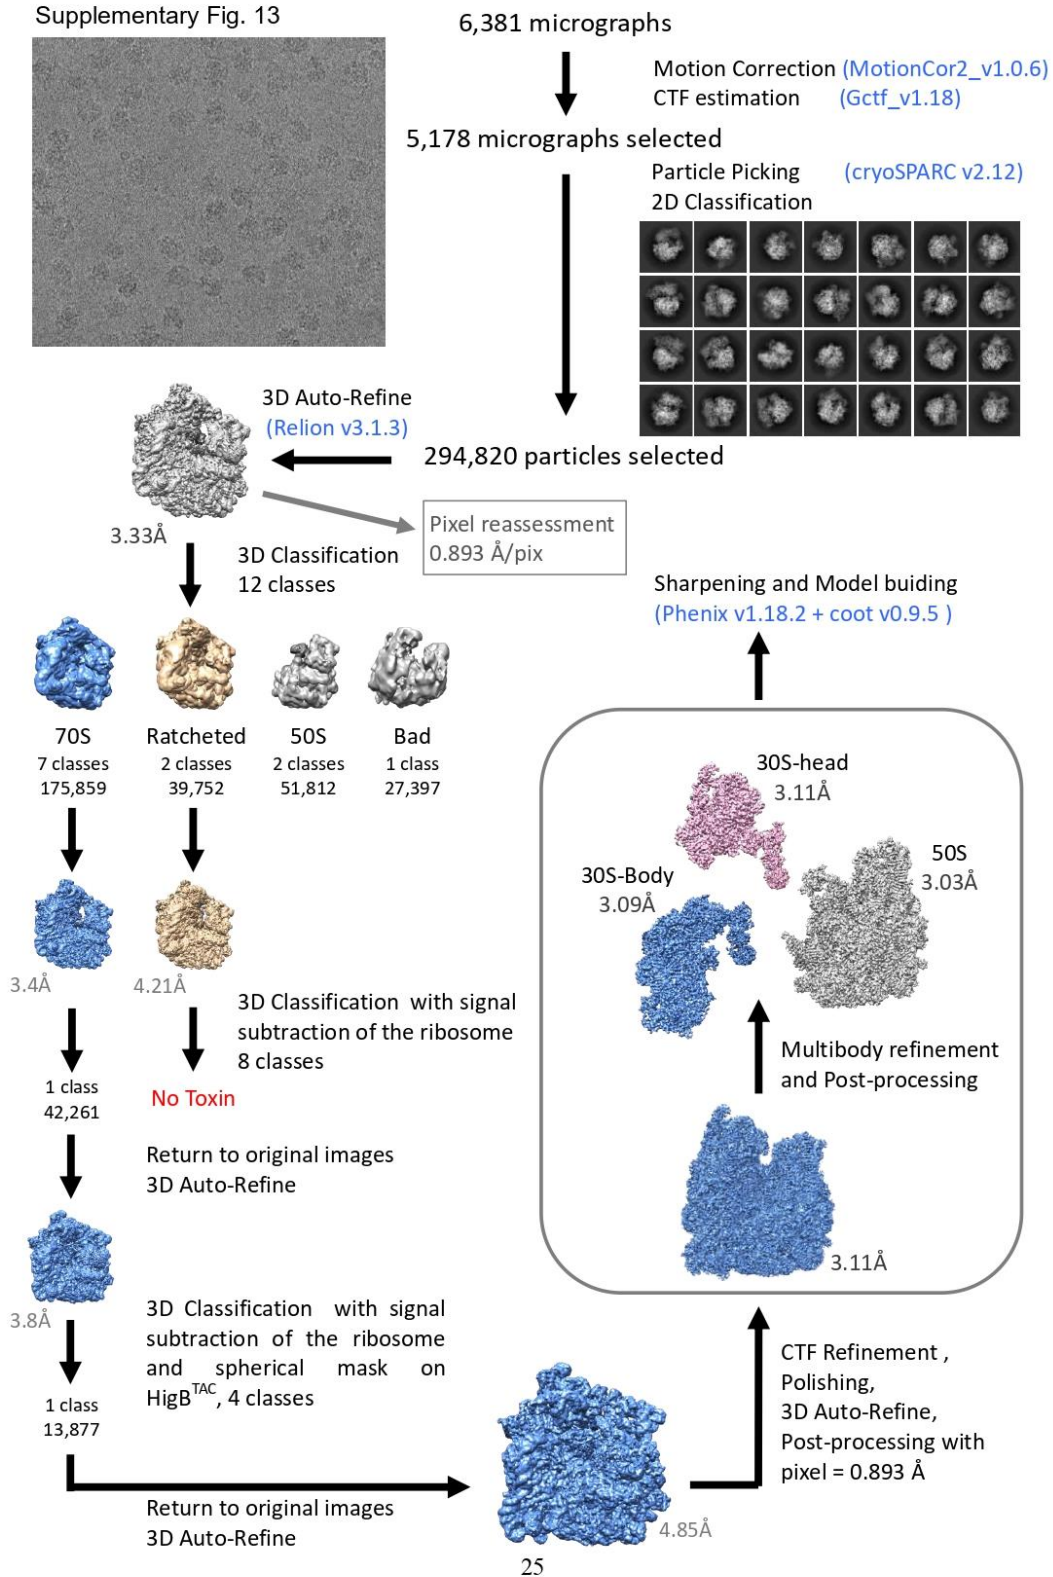 Supplementary Fig. 13
6,381 micrographs
Motion Correction (MotionCor2_v1.0.6)
CTF estimation (Gctf_v1.18)
5,178 micrographs selected
Particle Picking (cryoSPARC v2.12)
2D Classification
3D Auto-Refine
(Relion v3.1.3)
294,820 particles selected
3.33Å
Pixel reassessment
0.893 Å/pix
3D Classification
12 classes
70S
7 classes
175,859
Ratcheted
2 classes
39,752
50S
2 classes
51,812
Bad
1 class
27,397
3.4Å
4.21Å
3D Classification with signal
subtraction of the ribosome
8 classes
1 class
42,261
No Toxin
Return to original images
3D Auto-Refine
3.8Å
3D Classification with signal
subtraction of the ribosome
and spherical mask on
HigB^TAC, 4 classes
1 class
13,877
Return to original images
3D Auto-Refine
4.85Å
CTF Refinement ,
Polishing,
3D Auto-Refine,
Post-processing with
pixel = 0.893 Å
3.11Å
Multibody refinement
and Post-processing
30S-head
3.11Å
30S-Body
3.09Å
50S
3.03Å
Sharpening and Model buiding
(Phenix v1.18.2 + coot v0.9.5 )
25